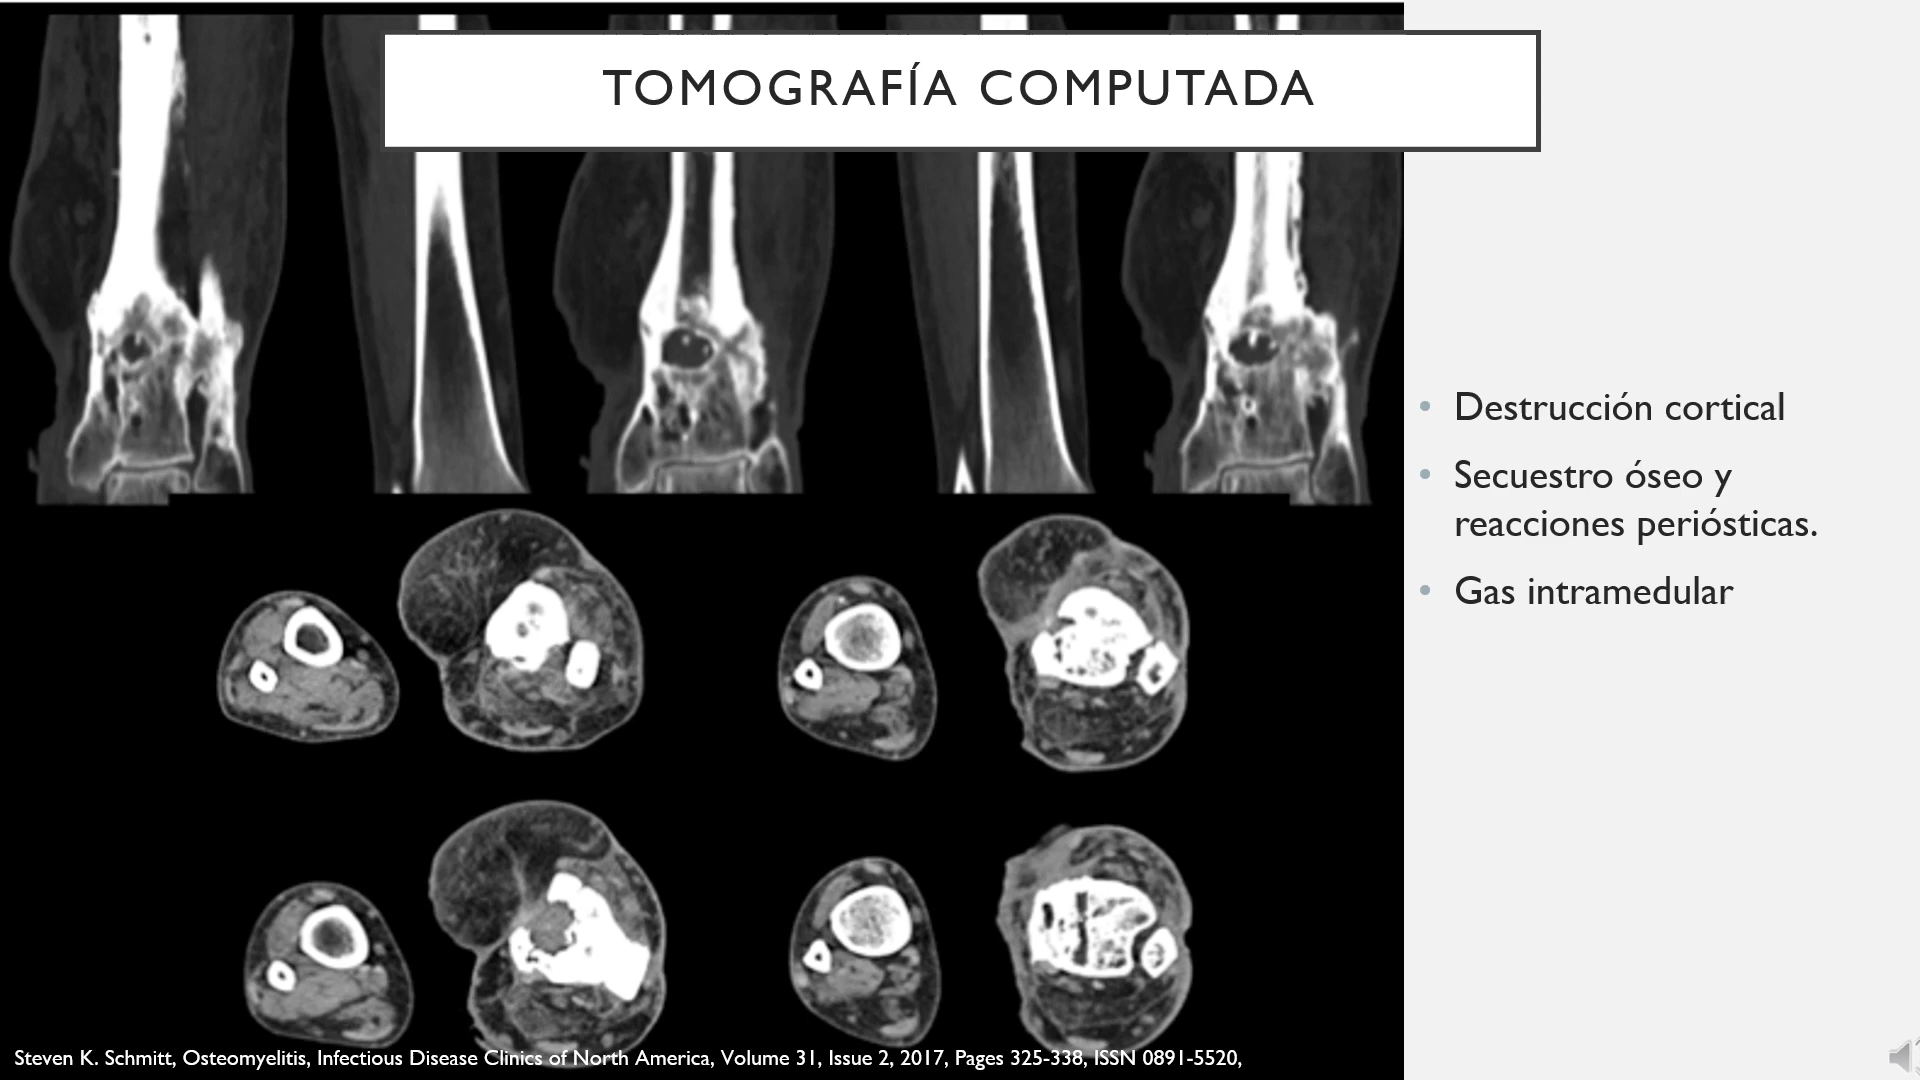 TOMOGRAFÍA COMPUTADA
• Destrucción cortical
• Secuestro óseo y
reacciones periósticas.
• Gas intramedular
Steven K. Schmitt, Osteomyelitis, Infectious Disease Clinics of North America, Volume 31, Issue 2, 2017, Pages 325-338, ISSN 0891-5520,